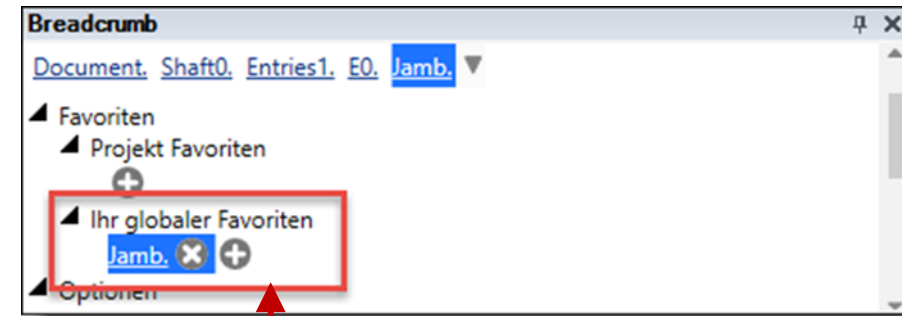 Breadcrumb
Document. Shaft0. Entries1. E0. Jamb.
Favoriten
Projekt Favoriten
Ihr globaler Favoriten
Jamb.
Optionen